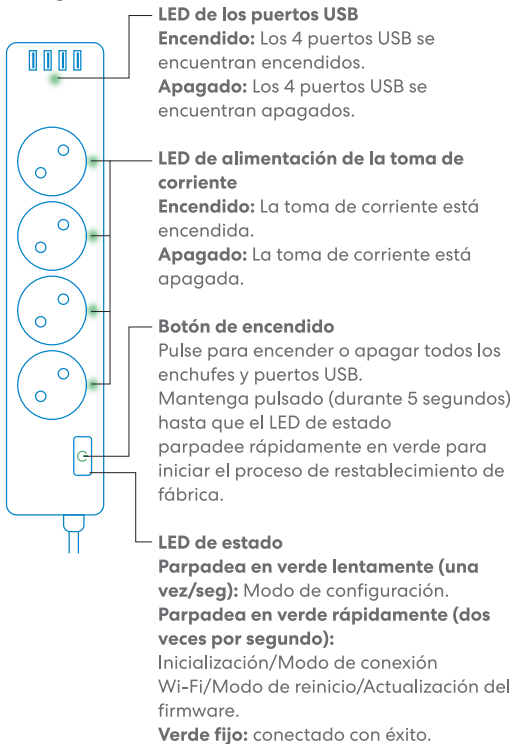 LED de los puertos USB
Encendido: Los 4 puertos USB se
encuentran encendidos.
Apagado: Los 4 puertos USB se
encuentran apagados.
LED de alimentación de la toma de
corriente
Encendido: La toma de corriente está
encendida.
Apagado: La toma de corriente está
apagada.
Botón de encendido
Pulse para encender o apagar todos los
enchufes y puertos USB.
Mantenga pulsado (durante 5 segundos)
hasta que el LED de estado
parpadee rápidamente en verde para
iniciar el proceso de restablecimiento de
fábrica.
LED de estado
Parpadea en verde lentamente (una
vez/seg): Modo de configuración.
Parpadea en verde rápidamente (dos
veces por segundo):
Inicialización/Modo de conexión
Wi-Fi/Modo de reinicio/Actualización del
firmware.
Verde fijo: conectado con éxito.